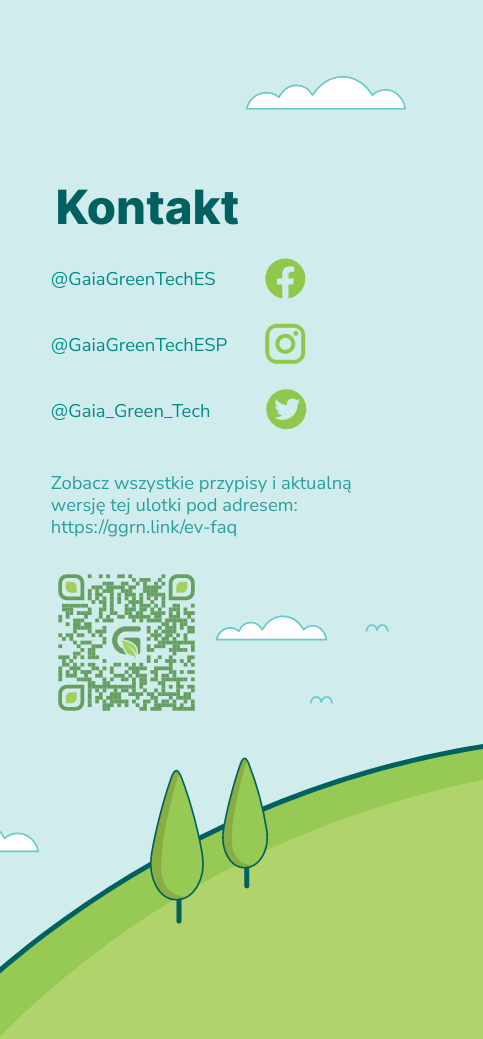 Kontakt
@GaiaGreenTechES
@GaiaGreenTechESP
@Gaia_Green_Tech
Zobacz wszystkie przypisy i aktualną
wersję tej ulotki pod adresem:
https://ggrn.link/ev-faq